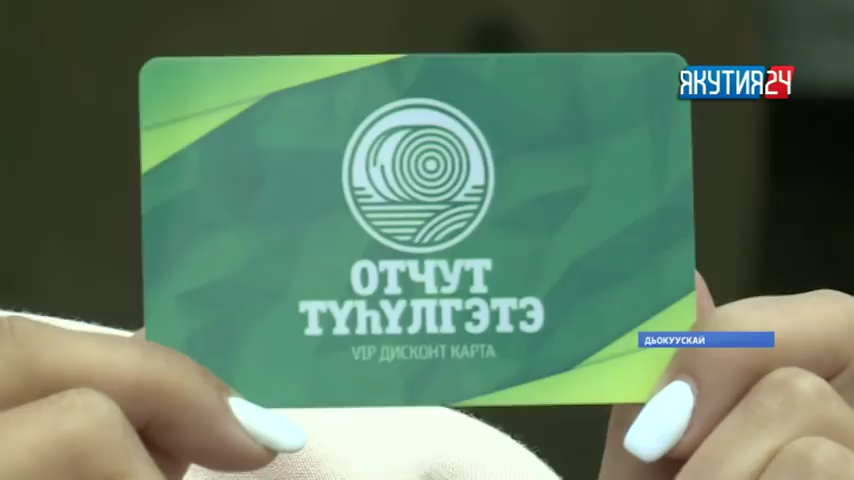 ЯКУТИЯ24
ОТЧУТ
ТҮҺҮЛГЭТЭ
VIP ДИСКОНТ КАРТА
ДЬОКУУСКАЙ